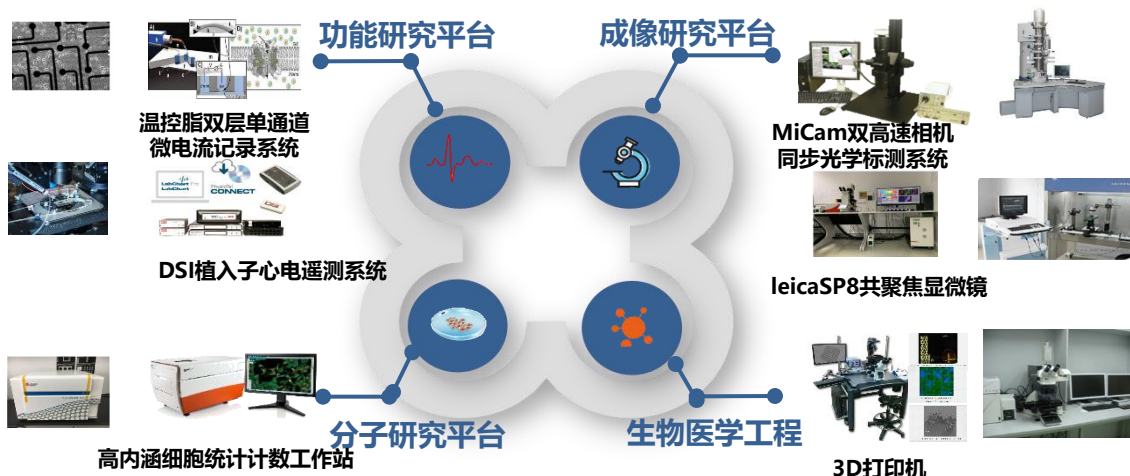 功能研究平台
成像研究平台
温控脂双层单通道
微电流记录系统
MiCam双高速相机
同步光学标测系统
LabChart Pro
LabChart
CONNECT
DSI植入子心电遥测系统
leicaSP8共聚焦显微镜
分子研究平台
生物医学工程
高内涵细胞统计计数工作站
3D打印机